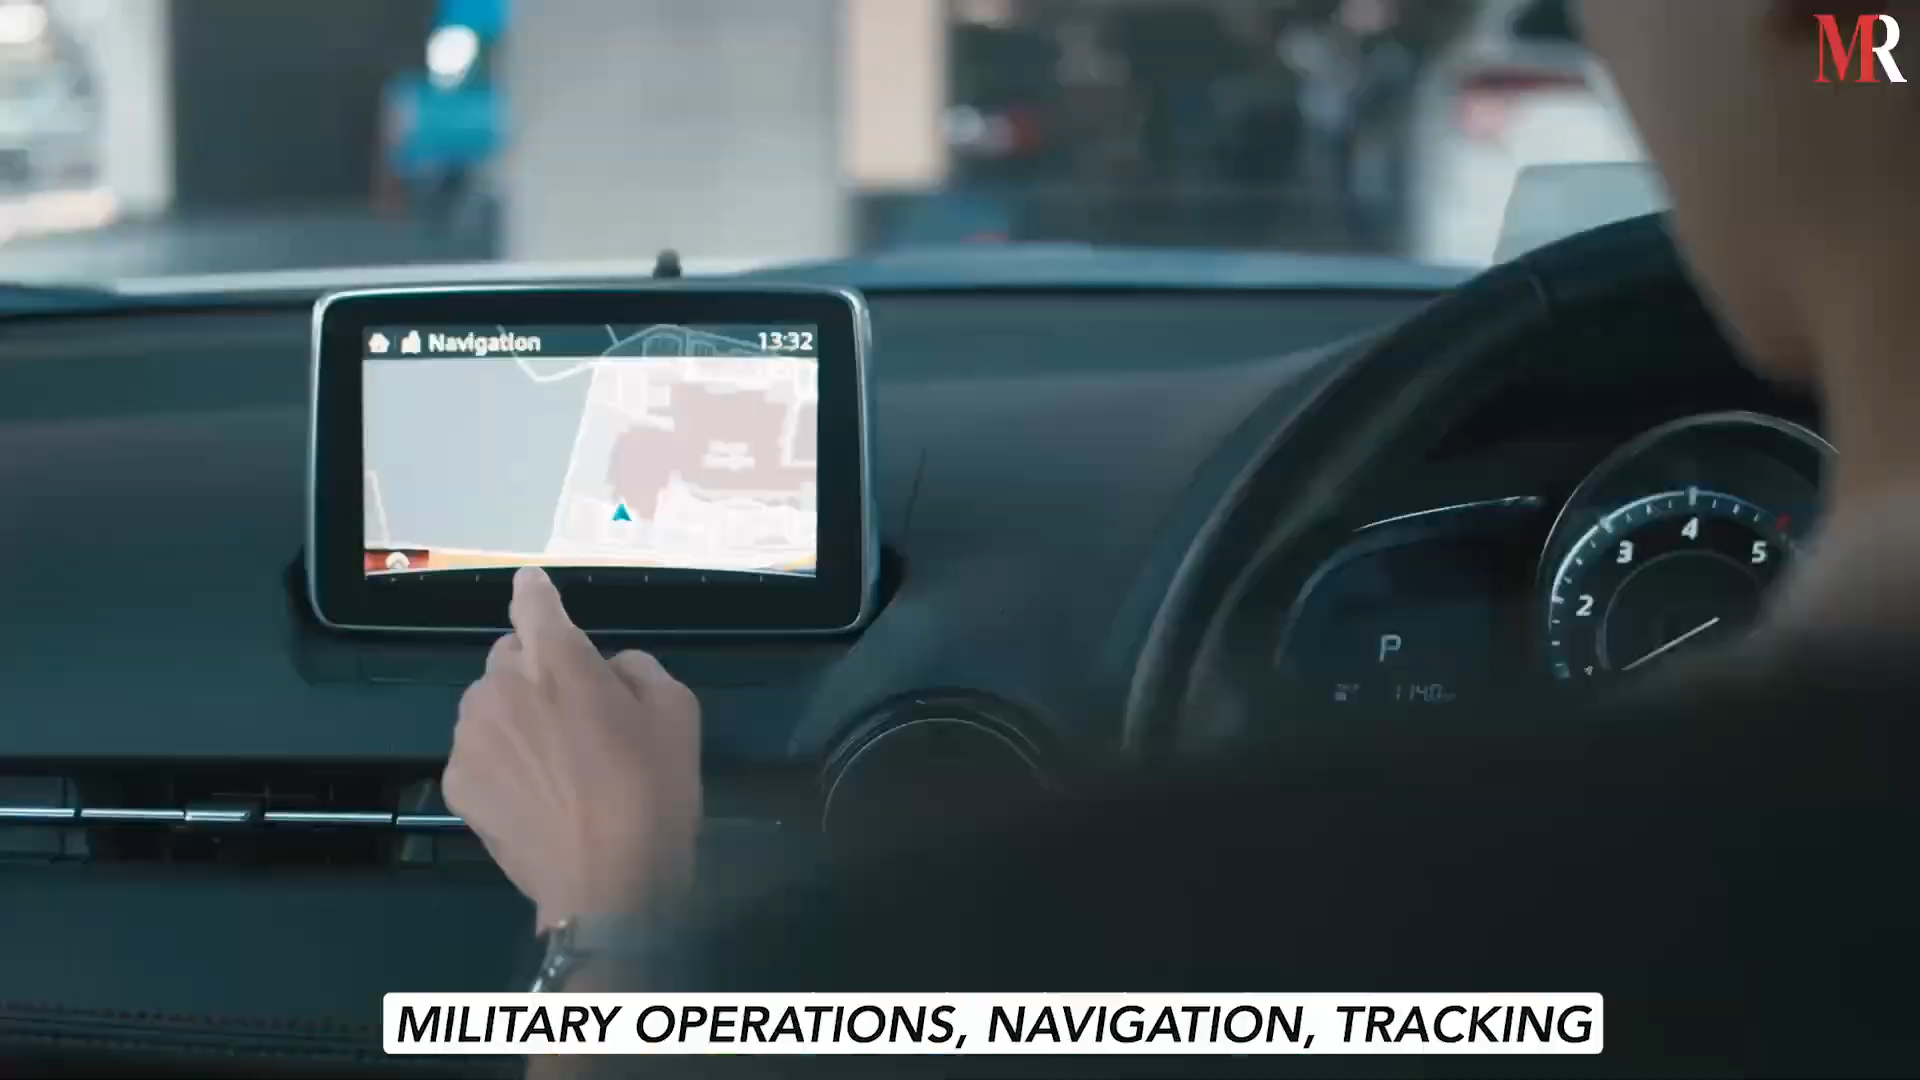 MR
Navigation 13:32
4
3 5
2
P
MILITARY OPERATIONS, NAVIGATION, TRACKING